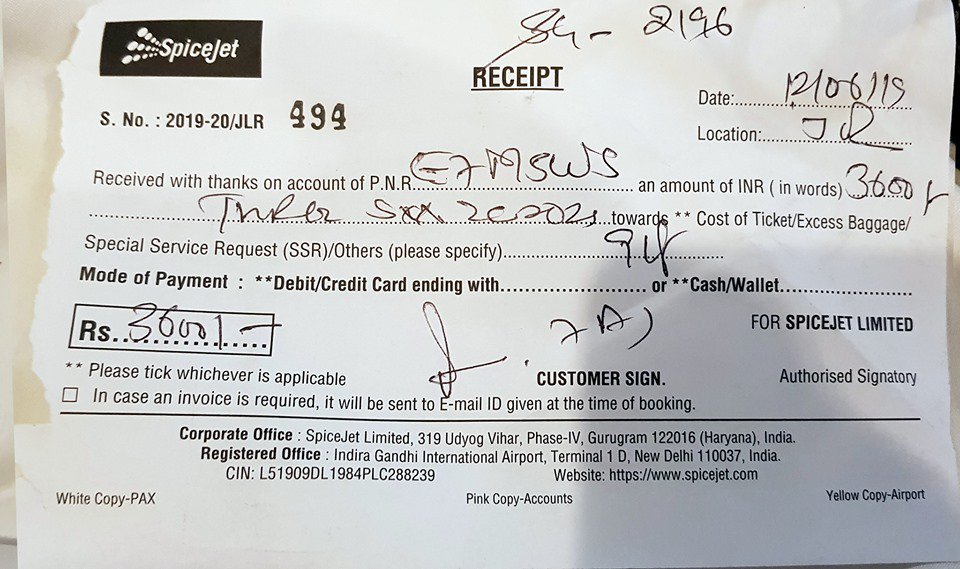 SG - 2196
SpiceJet
RECEIPT
Date:............12/06/19
S. No. : 2019-20/JLR 494
Location:.........
Received with thanks on account of P.N.R............................... an amount of INR ( in words) 3600/-
..........................................................................towards ** Cost of Ticket/Excess Baggage/
Special Service Request (SSR)/Others (please specify)................................
Mode of Payment : **Debit/Credit Card ending with...................... or **Cash/Wallet....................
Rs..3600/-
FOR SPICEJET LIMITED
** Please tick whichever is applicable
CUSTOMER SIGN.
Authorised Signatory
☐ In case an invoice is required, it will be sent to E-mail ID given at the time of booking.
Corporate Office : SpiceJet Limited, 319 Udyog Vihar, Phase-IV, Gurugram 122016 (Haryana), India.
Registered Office : Indira Gandhi International Airport, Terminal 1 D, New Delhi 110037, India.
CIN: L51909DL1984PLC288239 Website: https://www.spicejet.com
White Copy-PAX Pink Copy-Accounts Yellow Copy-Airport